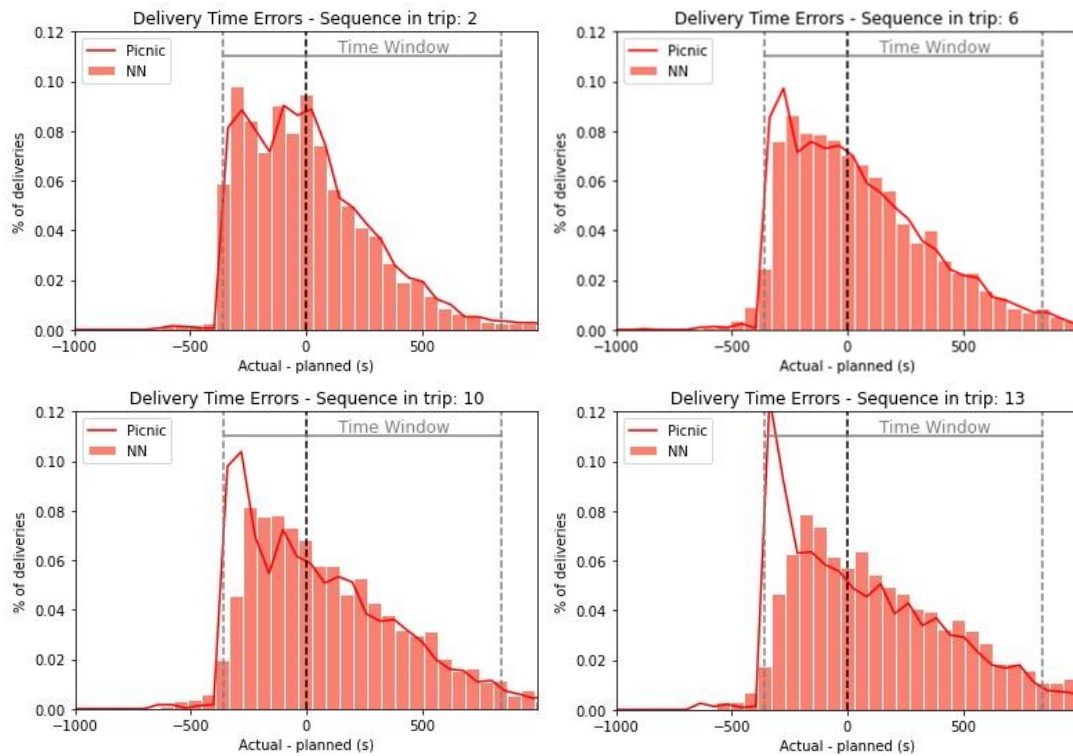 Delivery Time Errors - Sequence in trip: 2
0.12
0.10
0.08
0.06
0.04
0.02
0.00
% of deliveries
Picnic
NN
Time Window
−1000
−500
0
500
Actual - planned (s)
Delivery Time Errors - Sequence in trip: 6
0.12
0.10
0.08
0.06
0.04
0.02
0.00
% of deliveries
Picnic
NN
Time Window
−1000
−500
0
500
Actual - planned (s)
Delivery Time Errors - Sequence in trip: 10
0.12
0.10
0.08
0.06
0.04
0.02
0.00
% of deliveries
Picnic
NN
Time Window
−1000
−500
0
500
Actual - planned (s)
Delivery Time Errors - Sequence in trip: 13
0.12
0.10
0.08
0.06
0.04
0.02
0.00
% of deliveries
Picnic
NN
Time Window
−1000
−500
0
500
Actual - planned (s)